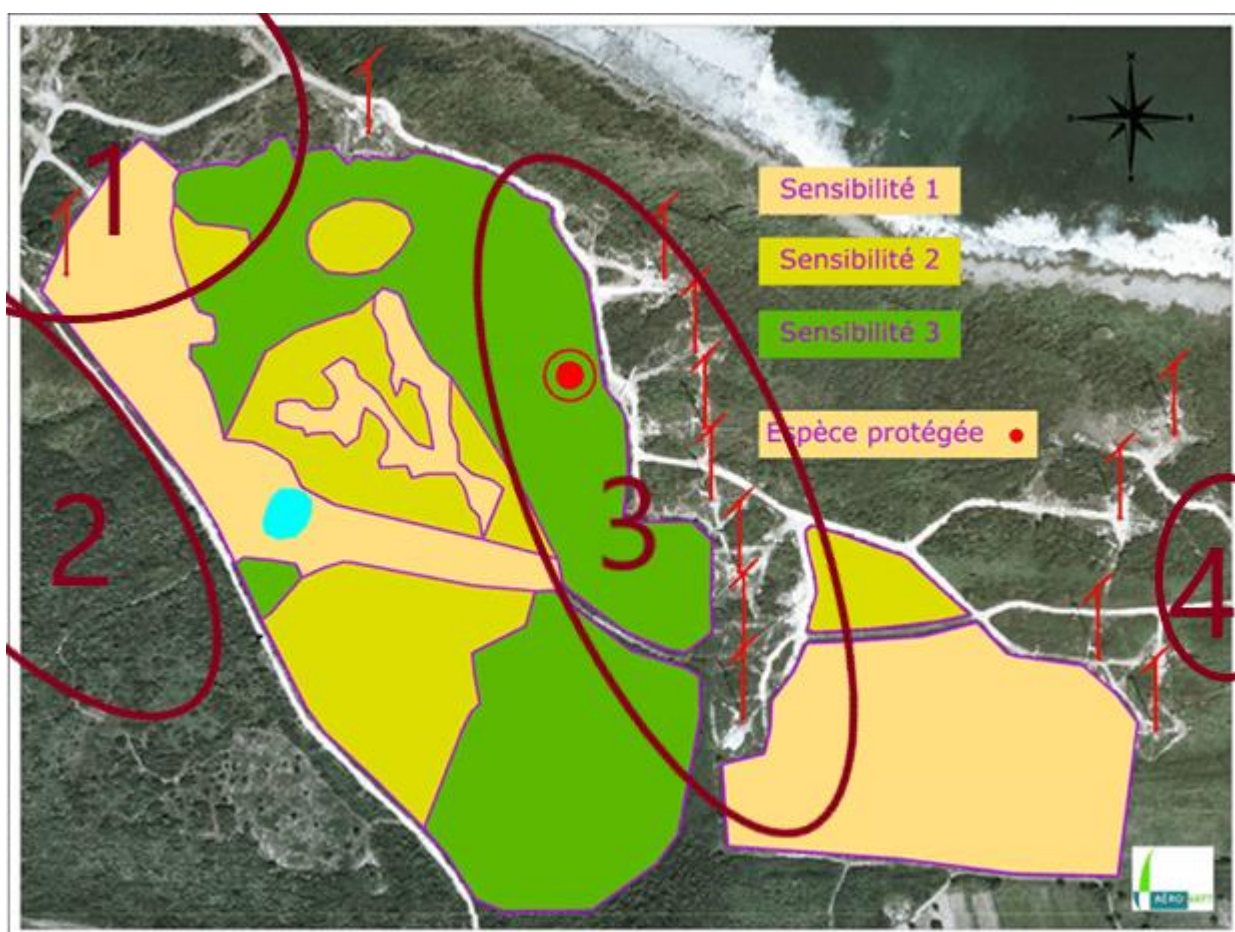 1
Sensibilité 1
Sensibilité 2
Sensibilité 3
Espèce protégée
2
3
4